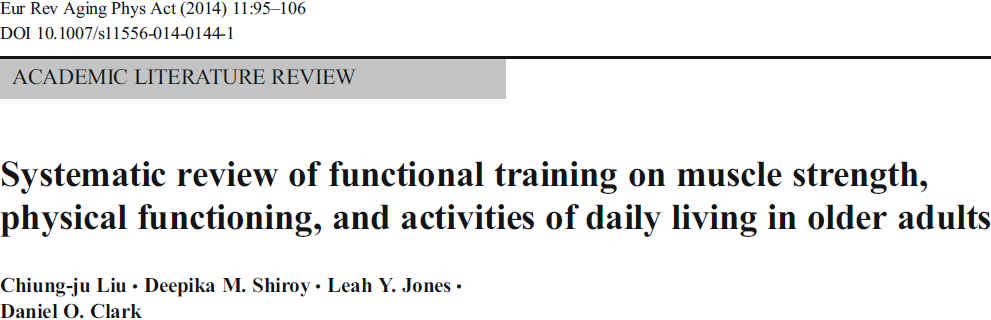 Eur Rev Aging Phys Act (2014) 11:95–106
DOI 10.1007/s11556-014-0144-1
ACADEMIC LITERATURE REVIEW
Systematic review of functional training on muscle strength,
physical functioning, and activities of daily living in older adults
Chiung-ju Liu · Deepika M. Shiroy · Leah Y. Jones ·
Daniel O. Clark